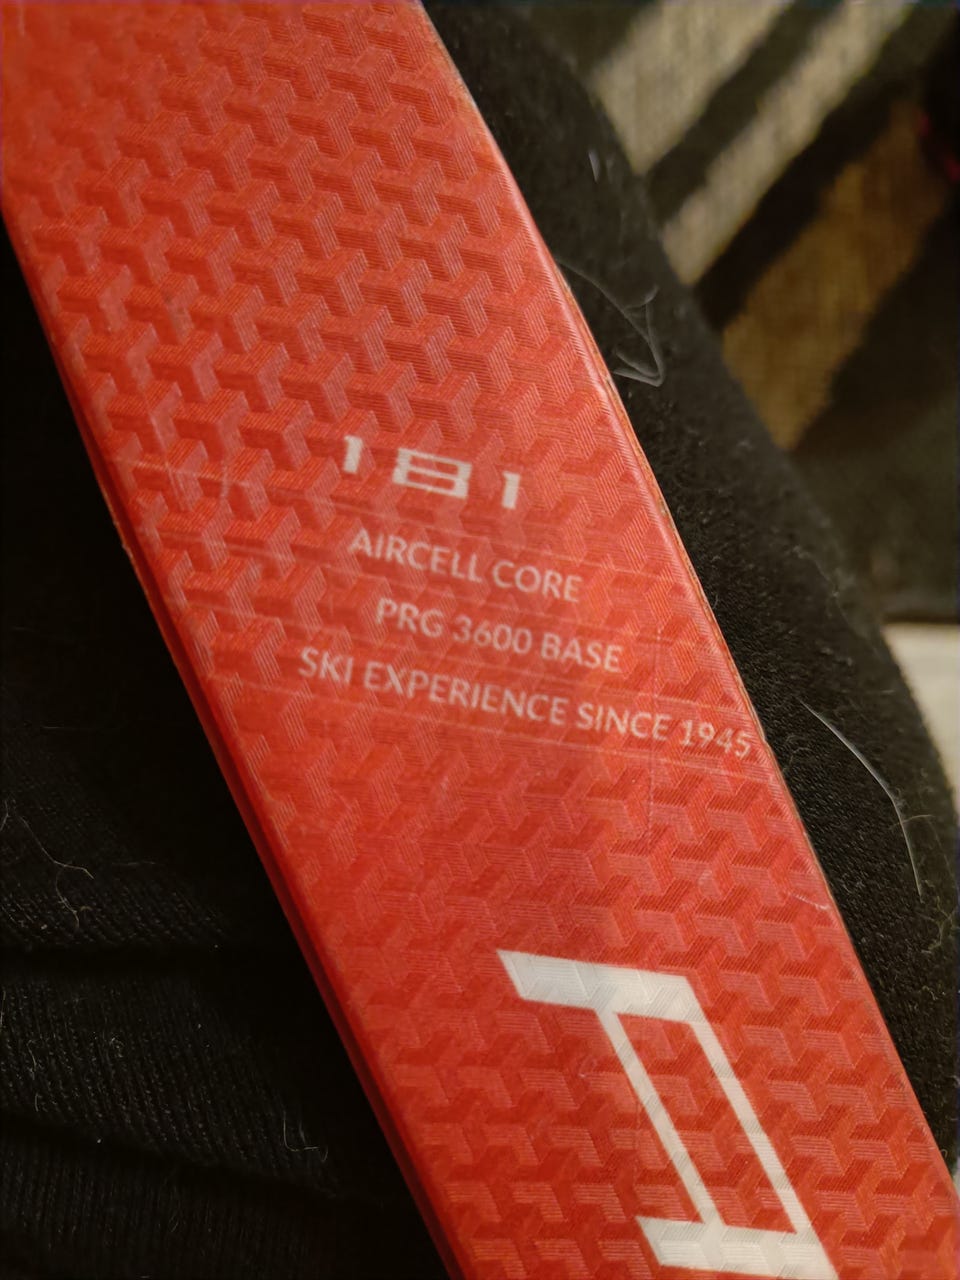 181
AIRCELL CORE
PRG 3600 BASE
SKI EXPERIENCE SINCE 1945